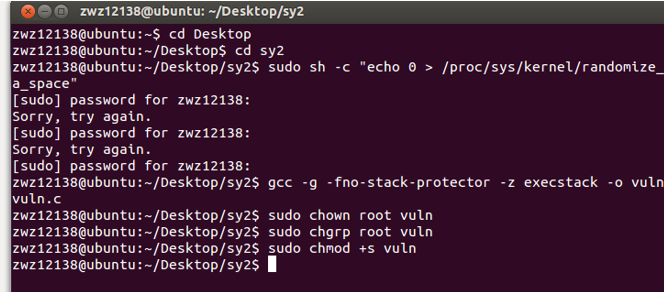 zwz12138@ubuntu: ~/Desktop/sy2
zwz12138@ubuntu:~$ cd Desktop
zwz12138@ubuntu:~/Desktop$ cd sy2
zwz12138@ubuntu:~/Desktop/sy2$ sudo sh -c "echo 0 > /proc/sys/kernel/randomize_
a_space"
[sudo] password for zwz12138:
Sorry, try again.
[sudo] password for zwz12138:
Sorry, try again.
[sudo] password for zwz12138:
zwz12138@ubuntu:~/Desktop/sy2$ gcc -g -fno-stack-protector -z execstack -o vuln
vuln.c
zwz12138@ubuntu:~/Desktop/sy2$ sudo chown root vuln
zwz12138@ubuntu:~/Desktop/sy2$ sudo chgrp root vuln
zwz12138@ubuntu:~/Desktop/sy2$ sudo chmod +s vuln
zwz12138@ubuntu:~/Desktop/sy2$